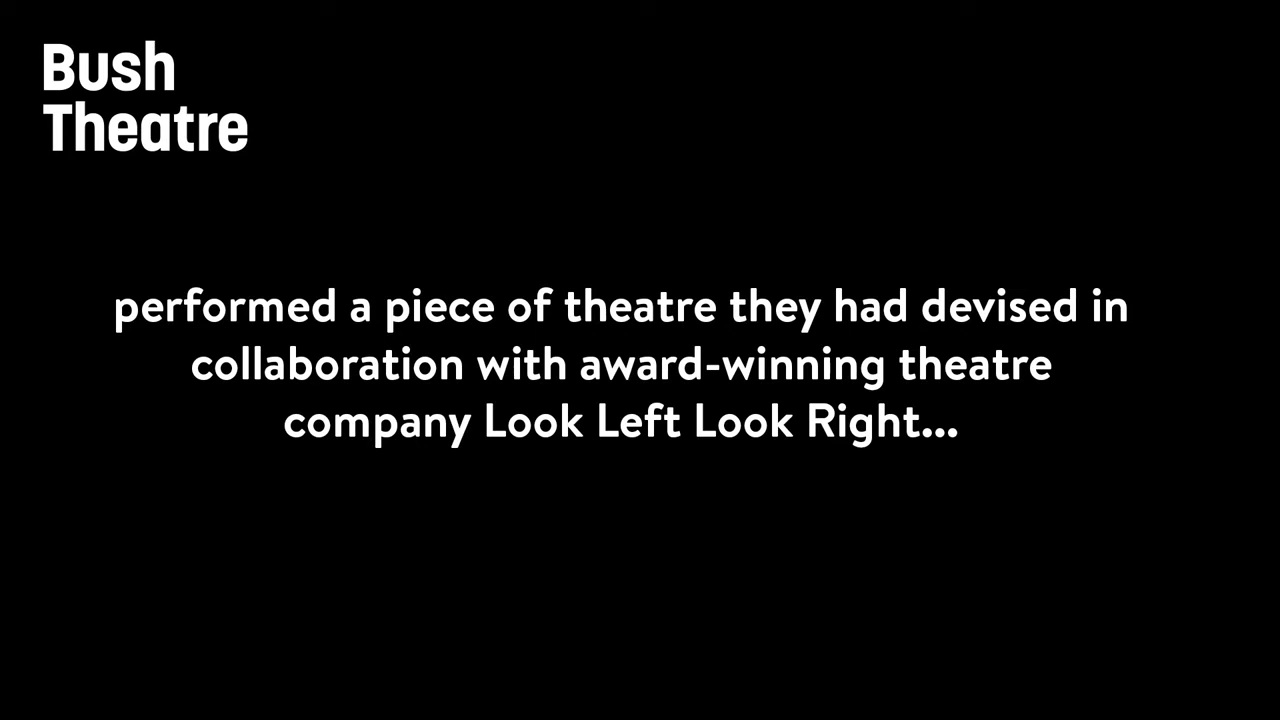 Bush
Theatre
performed a piece of theatre they had devised in
collaboration with award-winning theatre
company Look Left Look Right...